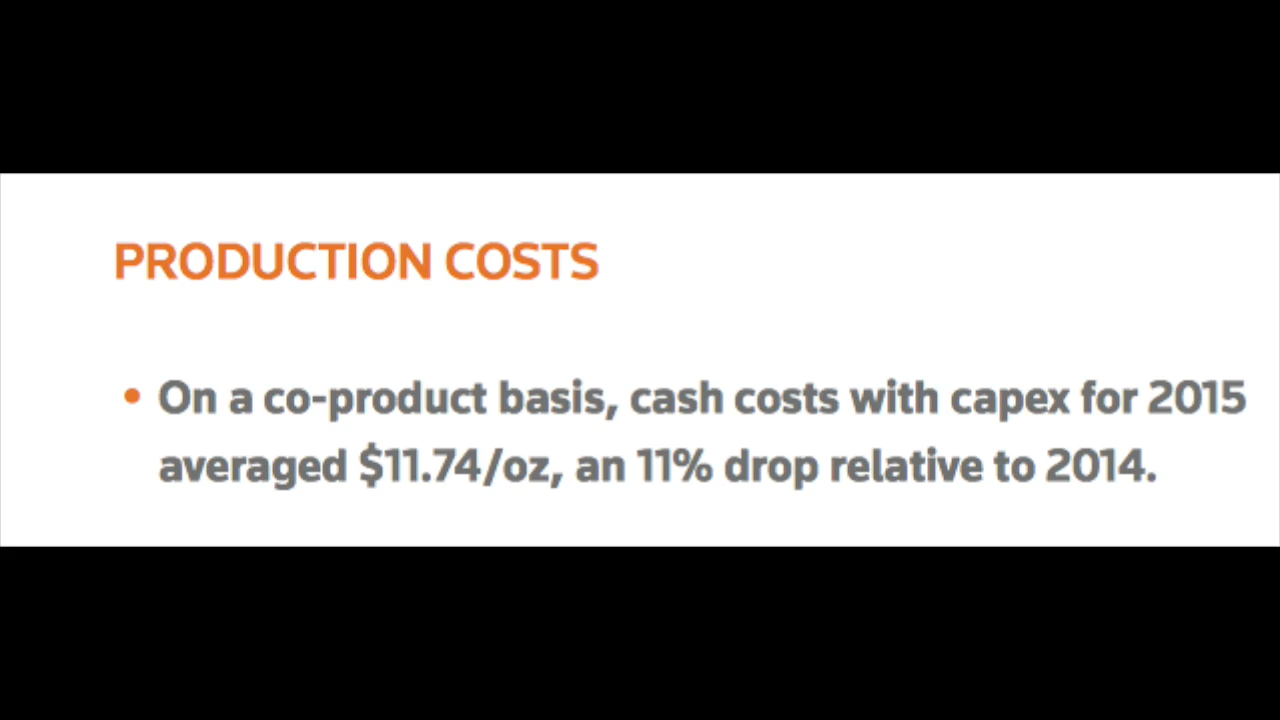 PRODUCTION COSTS
• On a co-product basis, cash costs with capex for 2015
averaged $11.74/oz, an 11% drop relative to 2014.